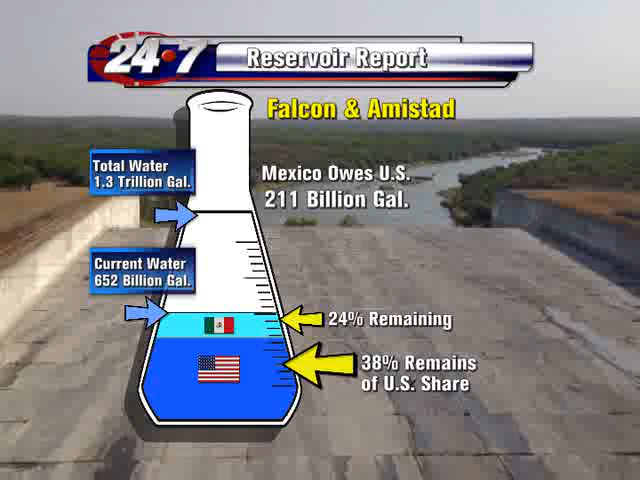 24•7
Reservoir Report
Falcon & Amistad
Total Water
1.3 Trillion Gal.
Mexico Owes U.S.
211 Billion Gal.
Current Water
652 Billion Gal.
24% Remaining
38% Remains
of U.S. Share